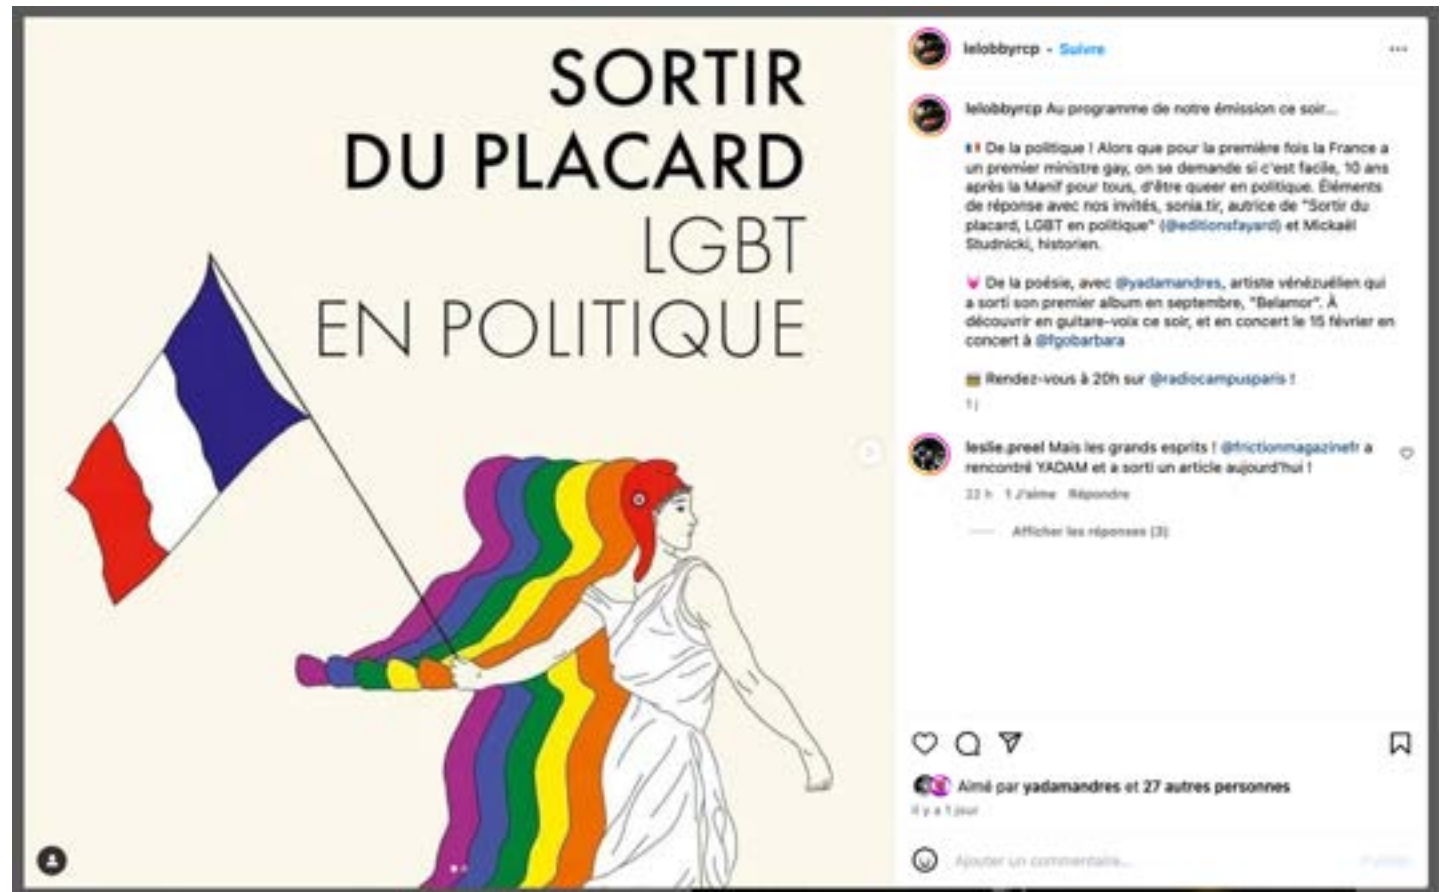 SORTIR
DU PLACARD
LGBT
EN POLITIQUE
lelobbyrcp • Suivre
lelobbyrcp Au programme de notre émission ce soir...
🇫🇷 De la politique ! Alors que pour la première fois la France a
un premier ministre gay, on se demande si c'est facile, 10 ans
après la Manif pour tous, d'être queer en politique. Éléments
de réponse avec nos invités, sonia.tir, autrice de "Sortir du
placard, LGBT en politique" (@editionsfayard) et Mickaël
Studnicki, historien.
De la poésie, avec @yadamandres, artiste vénézuélien qui
a sorti son premier album en septembre, "Belamor". À
découvrir en guitare-voix ce soir, et en concert le 15 février en
concert à @fgobarbara
Rendez-vous à 20h sur @radiocampusparis !
1 j
leslie.preel Mais les grands esprits ! @frictionmagazinefr a
rencontré YADAM et a sorti un article aujourd'hui !
22 h 1 J'aime Répondre
Afficher les réponses (3)
Aimé par yadamandres et 27 autres personnes
il y a 1 jour
Ajouter un commentaire...
Publier